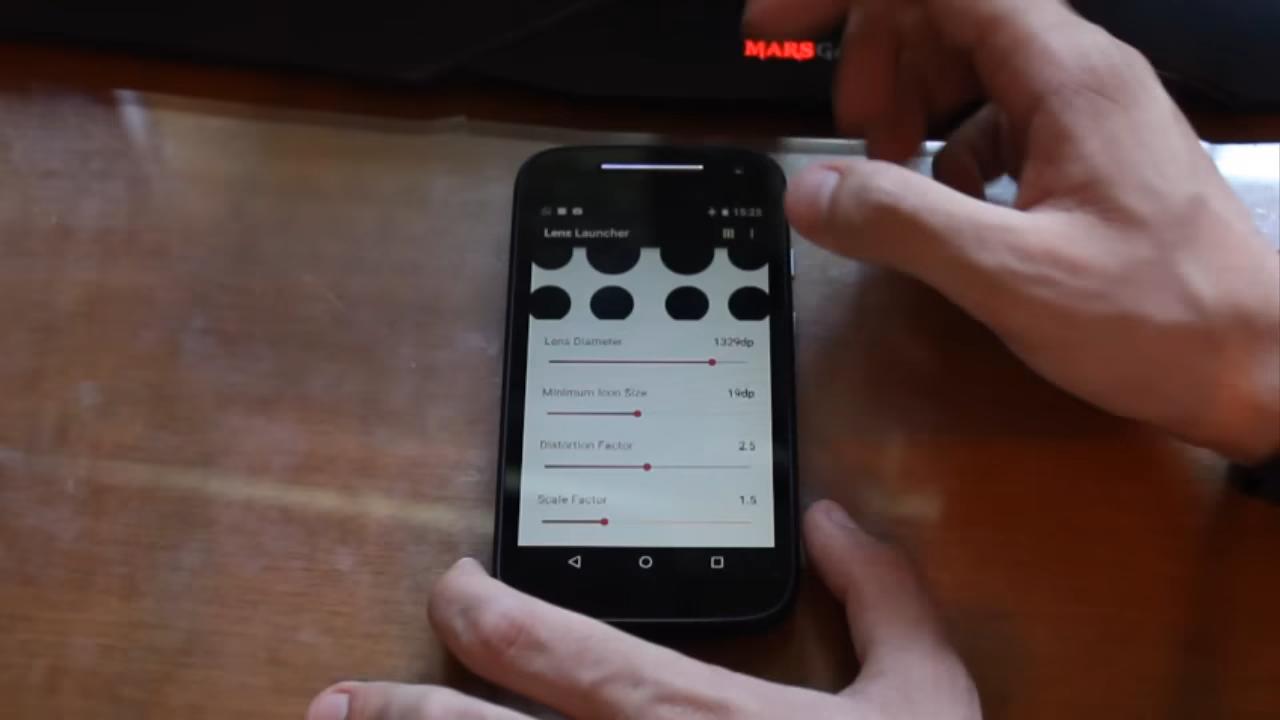 MARS
15:23
Lens Launcher
Lens Diameter 1329dp
Minimum Icon Size 19dp
Distortion Factor 2.5
Scale Factor 1.5